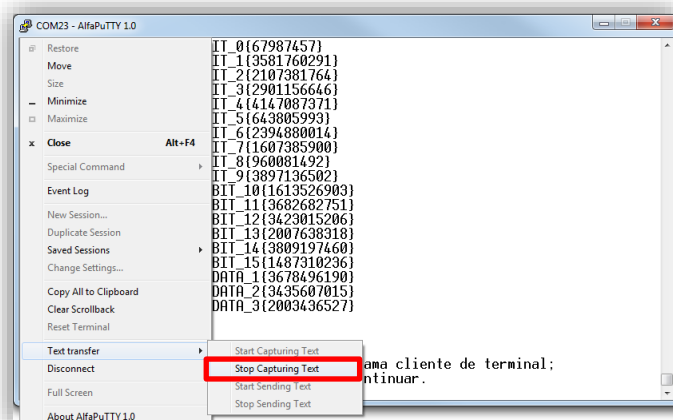 COM23 - AlfaPuTTY 1.0
Restore
Move
Size
Minimize
Maximize
Close Alt+F4
Special Command
Event Log
New Session...
Duplicate Session
Saved Sessions
Change Settings...
Copy All to Clipboard
Clear Scrollback
Reset Terminal
Text transfer
Disconnect
Full Screen
About AlfaPuTTY 1.0
IT_0{67987457}
IT_1{3581760291}
IT_2{2107381764}
IT_3{2901156646}
IT_4{4147087371}
IT_5{643805993}
IT_6{2394880014}
IT_7{1607385900}
IT_8{960081492}
IT_9{3897136502}
BIT_10{1613526903}
BIT_11{3682682751}
BIT_12{3423015206}
BIT_13{2007638318}
BIT_14{3809197460}
BIT_15{1487310236}
DATA_1{3678496190}
DATA_2{3435607015}
DATA_3{2003436527}
Start Capturing Text
Stop Capturing Text
Start Sending Text
Stop Sending Text
ama cliente de terminal;
ntinuar.